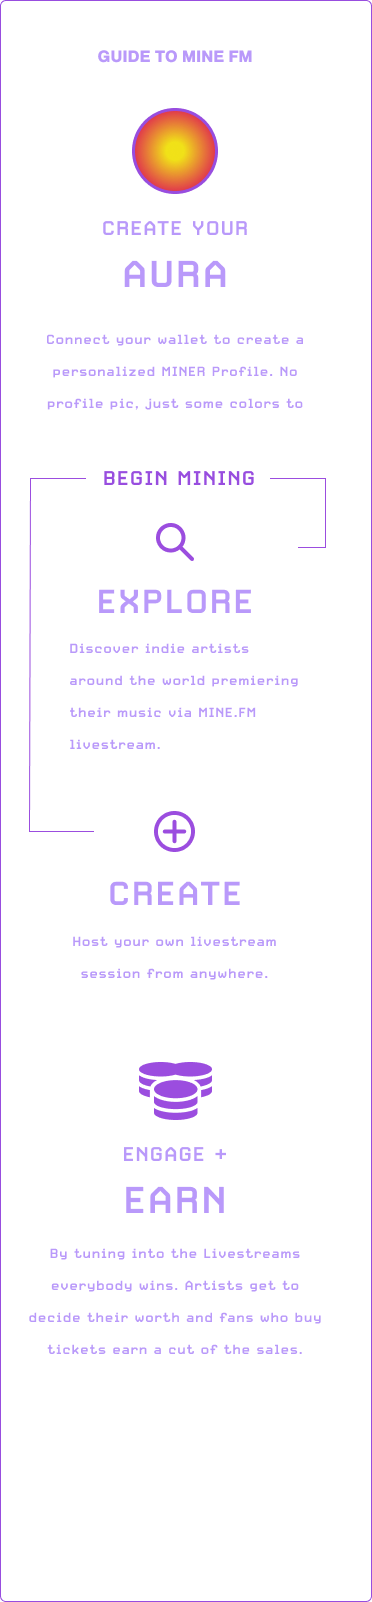 GUIDE TO MINE FM
CREATE YOUR
AURA
Connect your wallet to create a
personalized MINER Profile. No
profile pic, just some colors to
BEGIN MINING
EXPLORE
Discover indie artists
around the world premiering
their music via MINE.FM
livestream.
CREATE
Host your own livestream
session from anywhere.
ENGAGE +
EARN
By tuning into the Livestreams
everybody wins. Artists get to
decide their worth and fans who buy
tickets earn a cut of the sales.